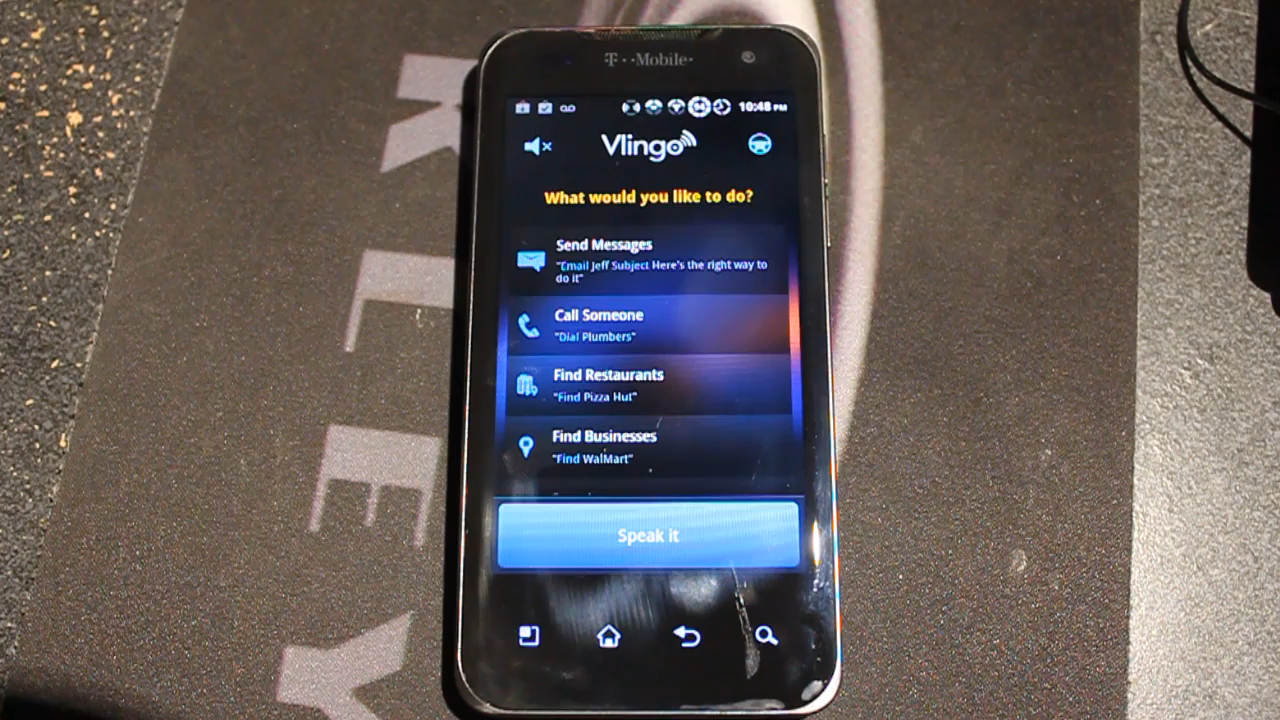 T··Mobile·
10:48 PM
Vlingo
What would you like to do?
Send Messages
"Email Jeff Subject Here's the right way to
do it"
Call Someone
"Dial Plumbers"
Find Restaurants
"Find Pizza Hut"
Find Businesses
"Find WalMart"
Speak it
KLEY